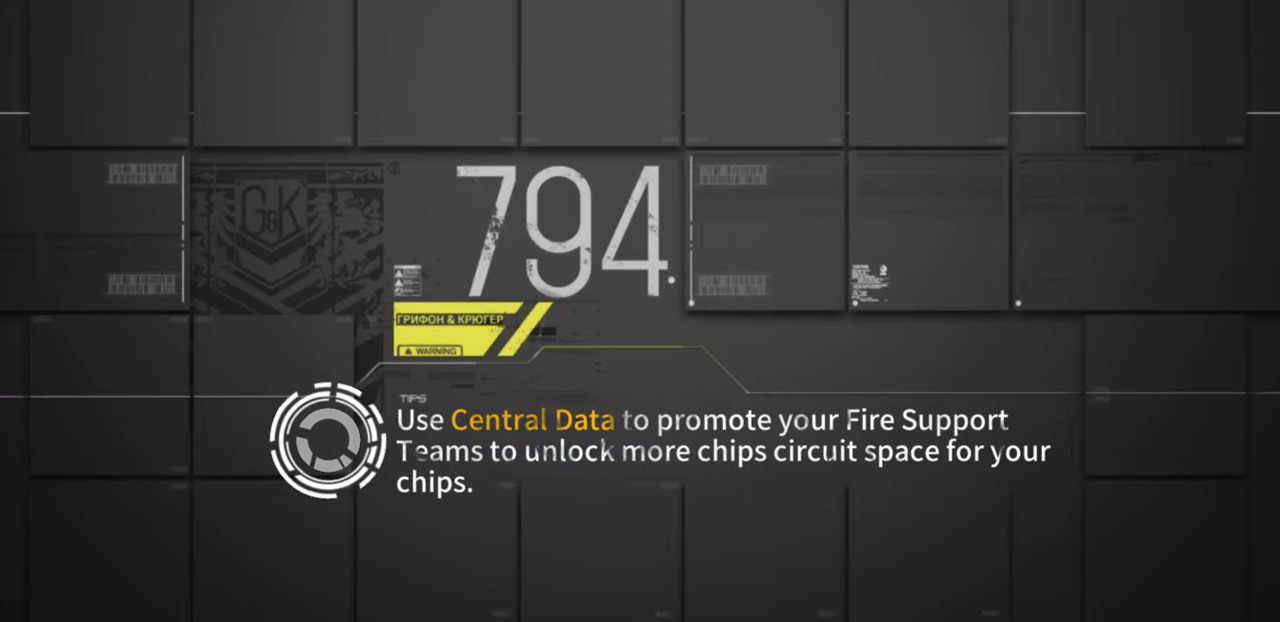 G&K
794.
ГРИФОН & КРЮГЕР
WARNING
TIPS
Use Central Data to promote your Fire Support
Teams to unlock more chips circuit space for your
chips.